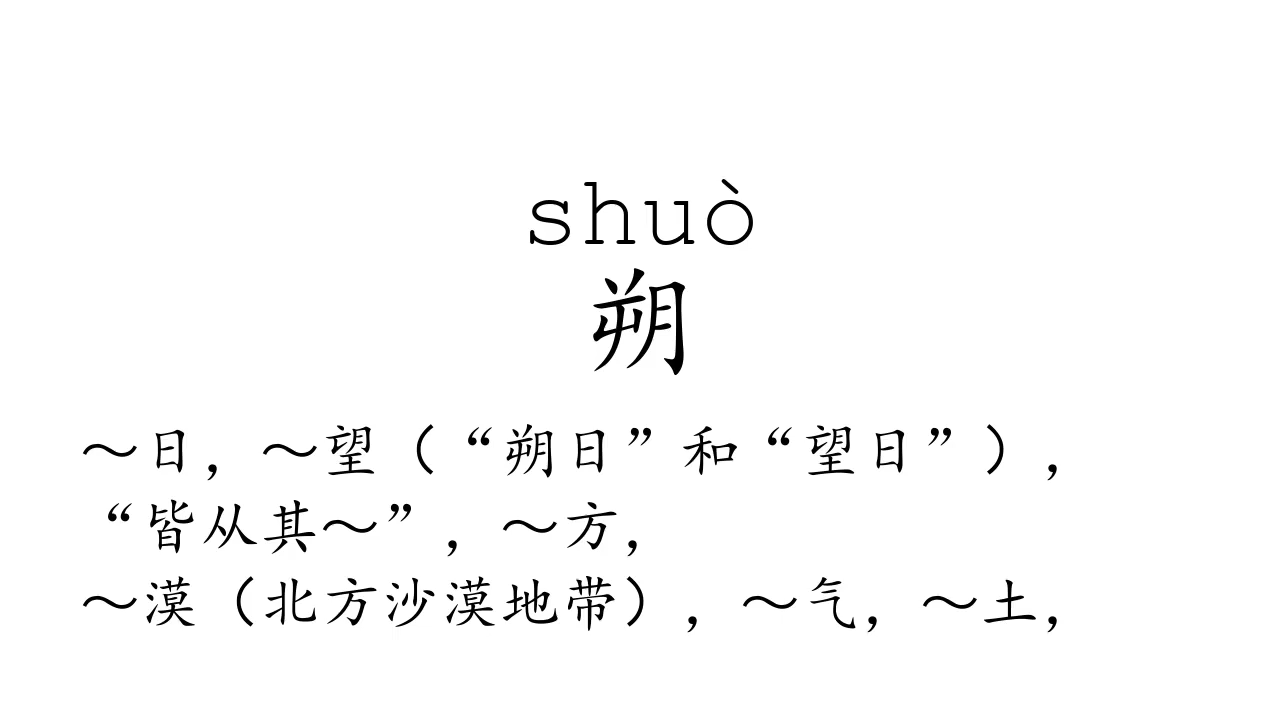 shuò
朔
～日，～望（“朔日”和“望日”），
“皆从其～”，～方，
～漠（北方沙漠地带），～气，～土，